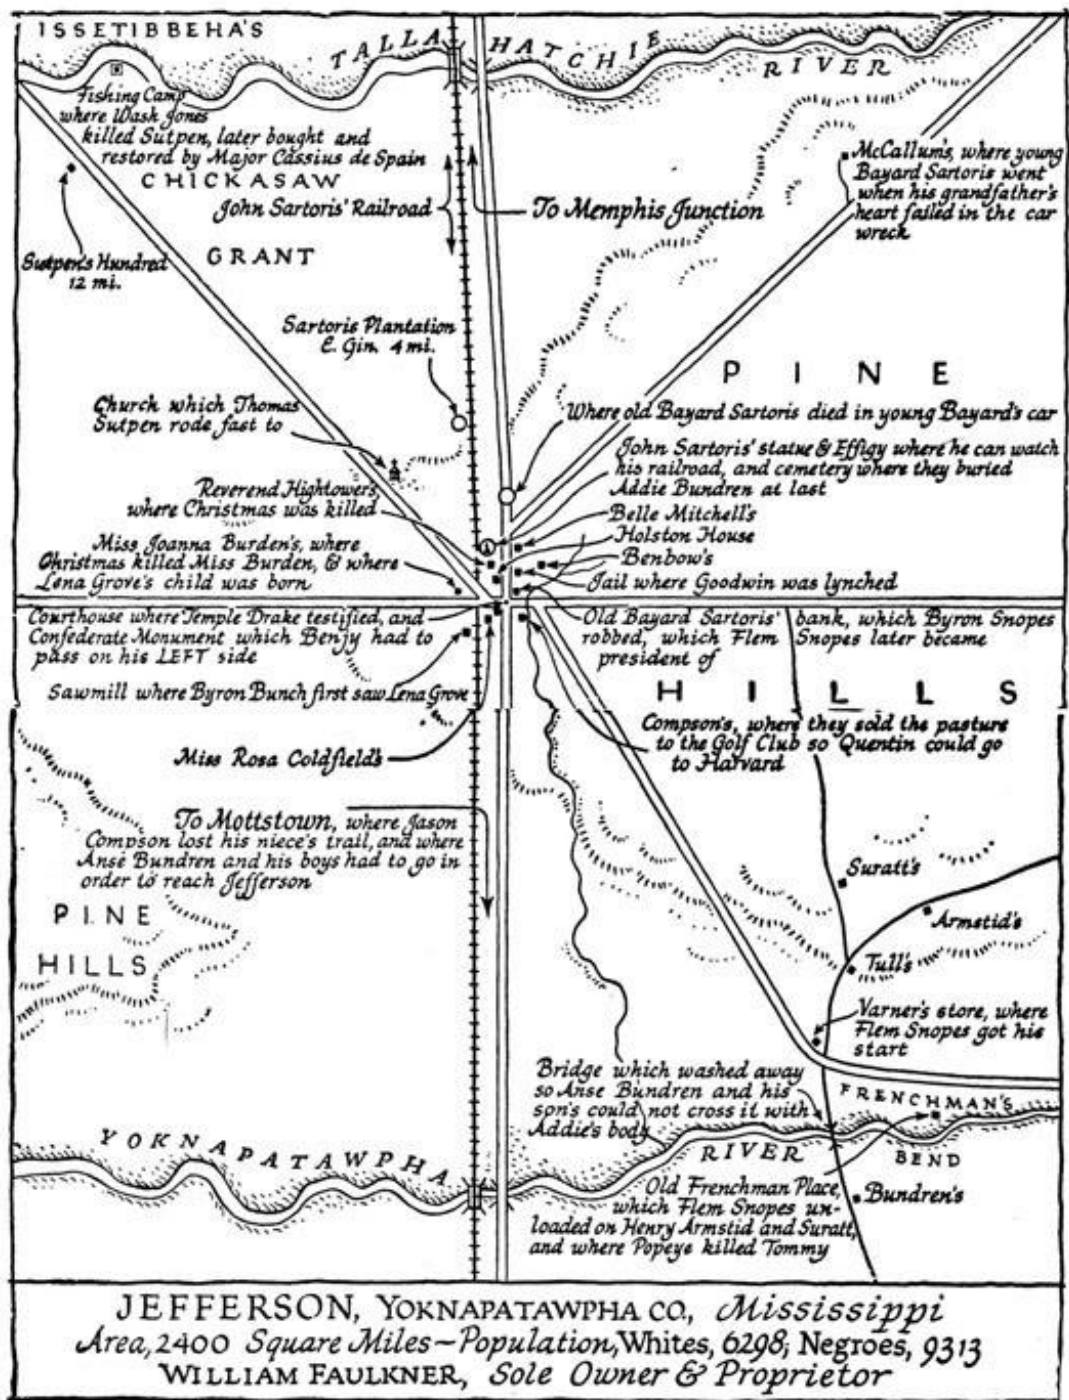 ISSETIBBEHA'S
TALLAHATCHIE
RIVER
Fishing Camp
where Wash Jones
killed Sutpen, later bought and
restored by Major Cassius de Spain
CHICKASAW
John Sartoris' Railroad
To Memphis Junction
McCallum's, where young
Bayard Sartoris went
when his grandfather's
heart failed in the car
wreck
GRANT
Sutpen's Hundred
12 mi.
Sartoris Plantation
& Gin. 4 mi.
PINE
Church which Thomas
Sutpen rode fast to
Where old Bayard Sartoris died in young Bayard's car
John Sartoris' statue & Effigy where he can watch
his railroad, and cemetery where they buried
Addie Bundren at last
Reverend Hightower's,
where Christmas was killed
Belle Mitchell's
Holston House
Benbow's
Jail where Goodwin was lynched
Miss Joanna Burden's, where
Christmas killed Miss Burden, & where
Lena Grove's child was born
Courthouse where Temple Drake testified, and
Confederate Monument which Benjy had to
pass on his LEFT side
Old Bayard Sartoris' bank, which Byron Snopes
robbed, which Flem Snopes later became
president of
Sawmill where Byron Bunch first saw Lena Grove
HILLS
Miss Rosa Coldfield's
Compson's, where they sold the pasture
to the Golf Club so Quentin could go
to Harvard
To Mottstown, where Jason
Compson lost his niece's trail, and where
Anse Bundren and his boys had to go in
order to reach Jefferson
Suratt's
Armstid's
PINE
HILLS
Tull's
Varner's store, where
Flem Snopes got his
start
Bridge which washed away
so Anse Bundren and his
son's could not cross it with
Addie's body
FRENCHMAN'S
BEND
YOKNAPATAWPHA
RIVER
Old Frenchman Place,
which Flem Snopes un-
loaded on Henry Armstid and Suratt,
and where Popeye killed Tommy
Bundren's
JEFFERSON, YOKNAPATAWPHA CO., Mississippi
Area, 2400 Square Miles ~ Population, Whites, 6298; Negroes, 9313
WILLIAM FAULKNER, Sole Owner & Proprietor